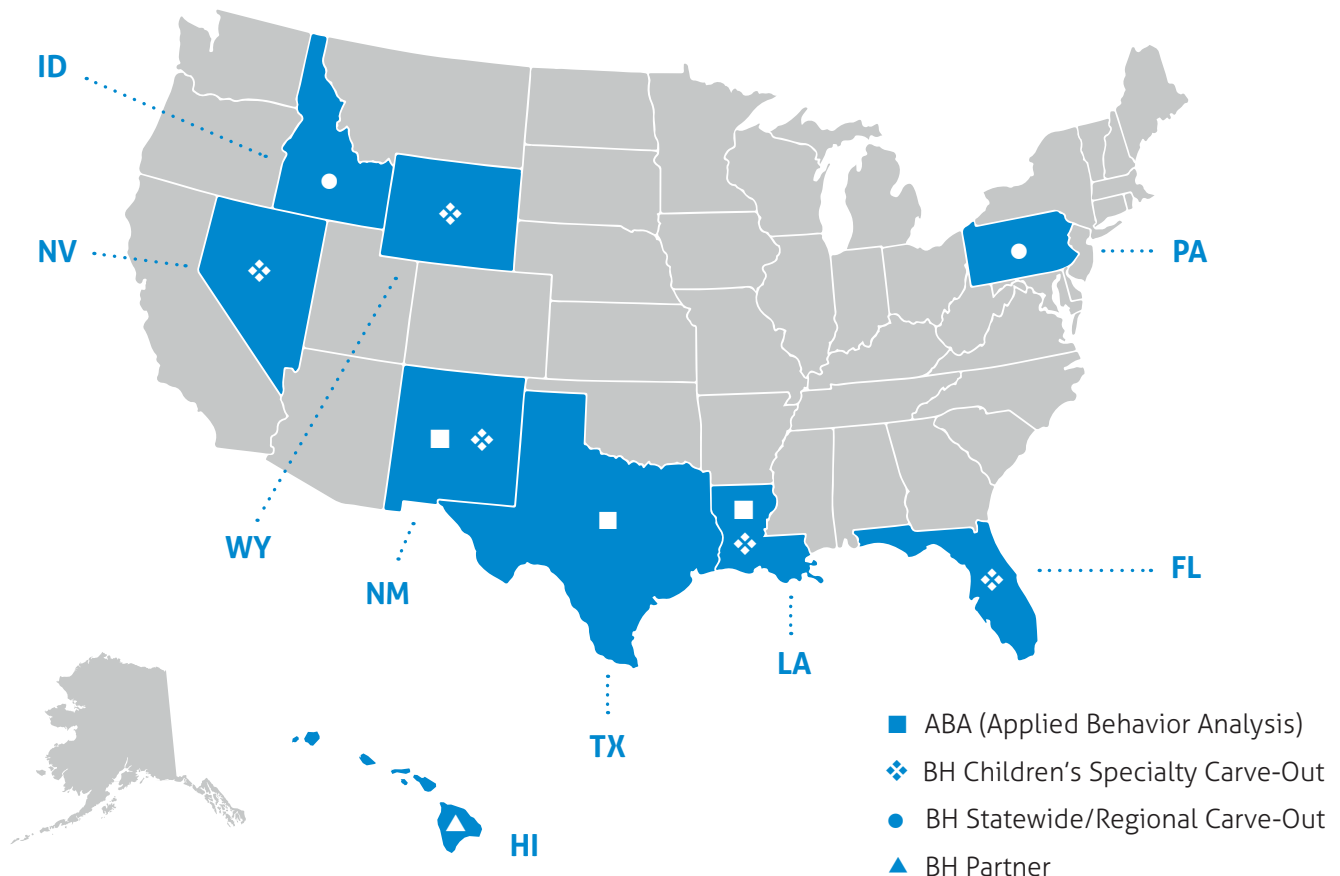 ID
NV
PA
WY
NM
FL
LA
TX
HI
ABA (Applied Behavior Analysis)
BH Children's Specialty Carve-Out
BH Statewide/Regional Carve-Out
BH Partner